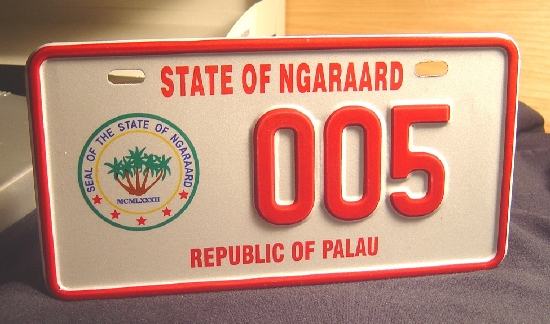 STATE OF NGARAARD
SEAL OF THE STATE OF NGARAARD
MCMLXXXII
005
REPUBLIC OF PALAU